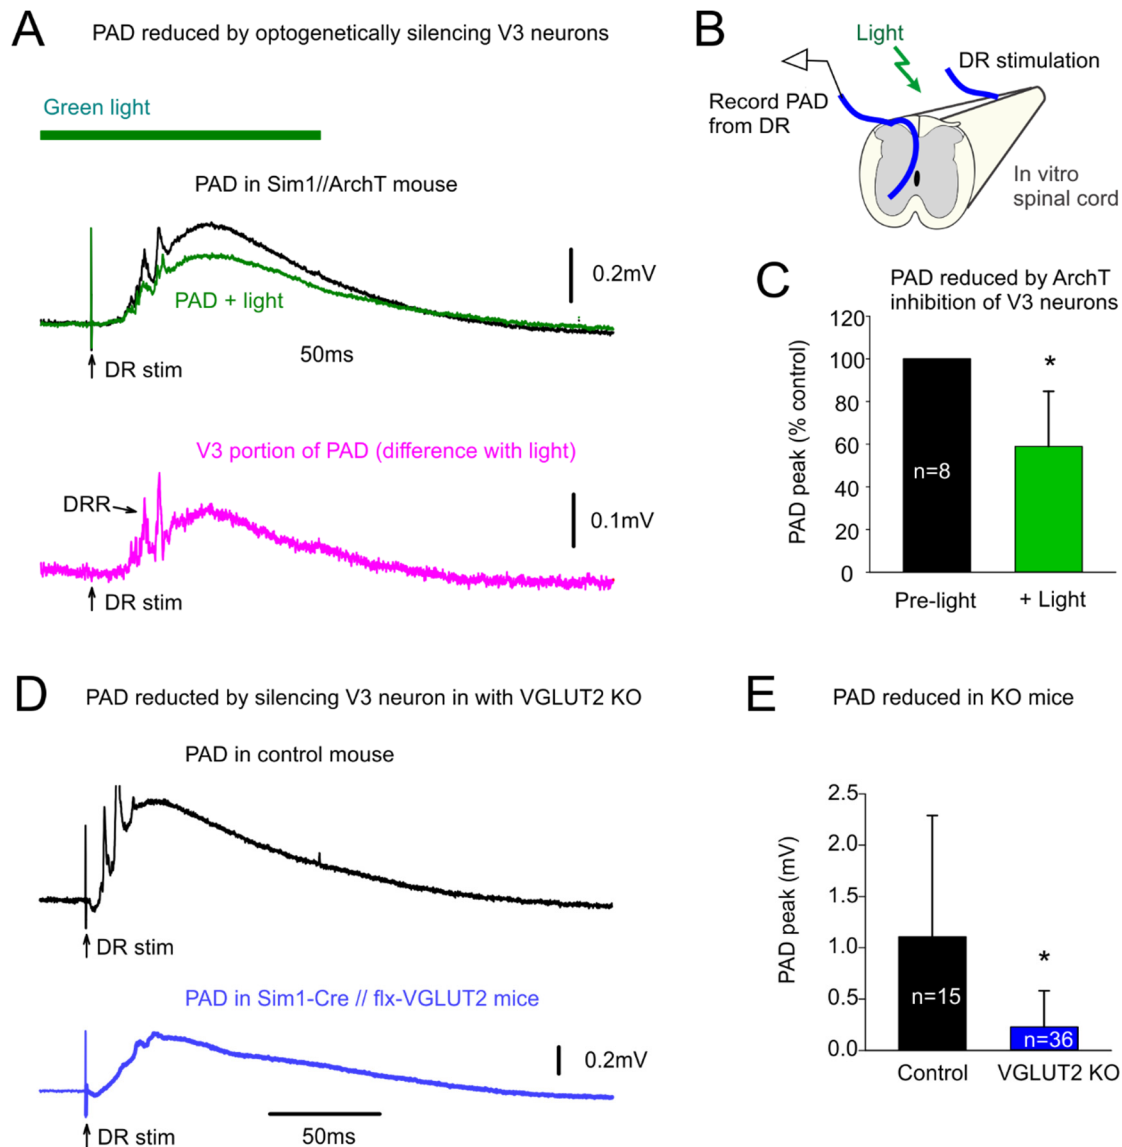 A
PAD reduced by optogenetically silencing V3 neurons
Green light
PAD in Sim1//ArchT mouse
0.2mV
PAD + light
50ms
DR stim
V3 portion of PAD (difference with light)
DRR
0.1mV
DR stim
B
Light
DR stimulation
Record PAD
from DR
In vitro
spinal cord
C
PAD reduced by ArchT
inhibition of V3 neurons
PAD peak (% control)
120
100
80
60
40
20
0
*
n=8
Pre-light
+ Light
D
PAD reducted by silencing V3 neuron in with VGLUT2 KO
PAD in control mouse
DR stim
PAD in Sim1-Cre // flx-VGLUT2 mice
0.2mV
DR stim
50ms
E
PAD reduced in KO mice
PAD peak (mV)
2.5
2.0
1.5
1.0
0.5
0.0
*
n=15
n=36
Control
VGLUT2 KO